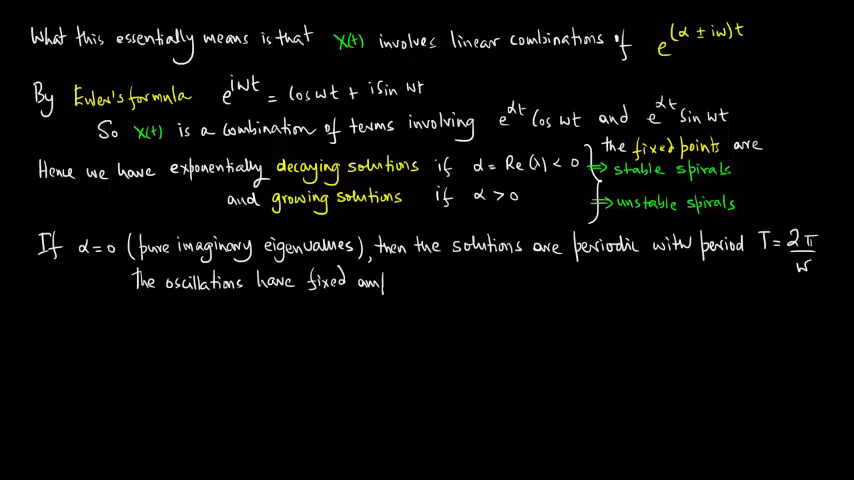 What this essentially means is that X(t) involves linear combinations of e^(α ± iω)t
By Euler's formula e^iωt = cos ωt + i sin ωt
So X(t) is a combination of terms involving e^αt cos ωt and e^αt sin ωt
the fixed points are
Hence we have exponentially decaying solutions if α = Re(λ) < 0 ⇒ stable spirals
and growing solutions if α > 0 ⇒ unstable spirals
If α = 0 (pure imaginary eigenvalues), then the solutions are periodic with period T = 2π/ω
the oscillations have fixed am